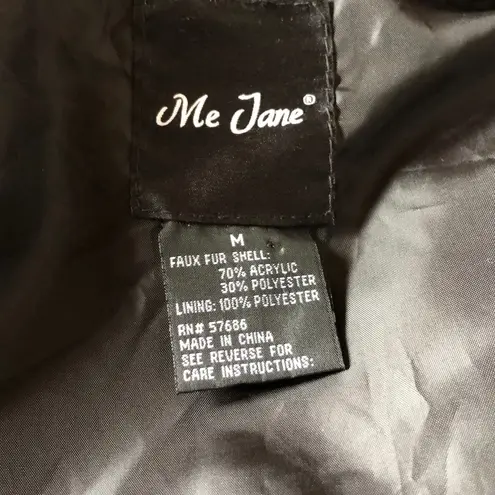 Me Jane®
M
FAUX FUR SHELL:
70% ACRYLIC
30% POLYESTER
LINING: 100% POLYESTER
RN# 57686
MADE IN CHINA
SEE REVERSE FOR
CARE INSTRUCTIONS: